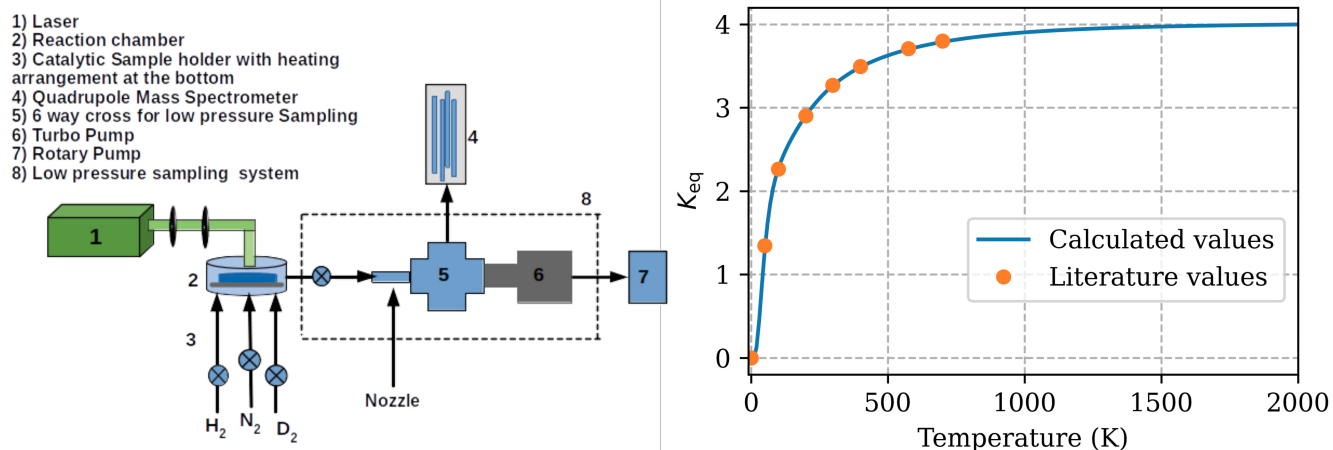 1) Laser
2) Reaction chamber
3) Catalytic Sample holder with heating
arrangement at the bottom
4) Quadrupole Mass Spectrometer
5) 6 way cross for low pressure Sampling
6) Turbo Pump
7) Rotary Pump
8) Low pressure sampling system
4
8
1
2
5
6
7
3
Nozzle
H2
N2
D2
4
3
2
1
0
Keq
Calculated values
Literature values
0
500
1000
1500
2000
Temperature (K)